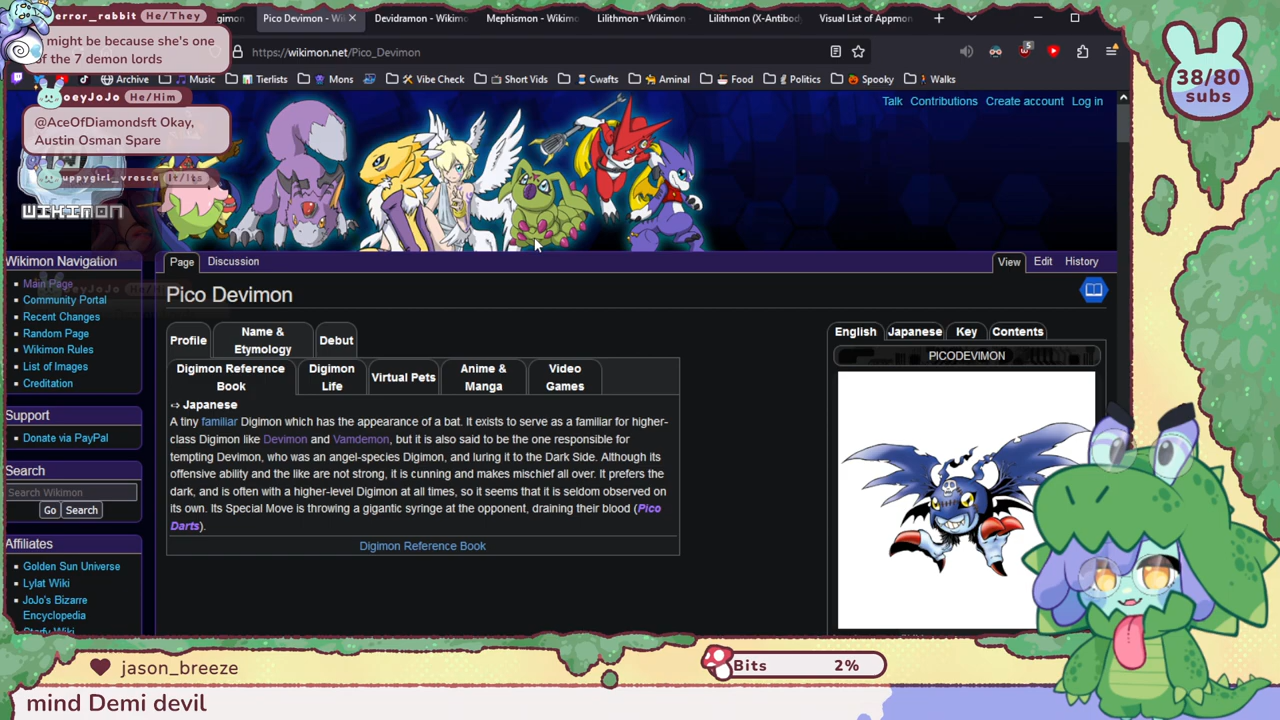 error_rabbit He/They
might be because she's one
of the 7 demon lords
oeyJoJo He/Him
@AceOfDiamondsft Okay,
Austin Osman Spare
uppygirl_vresca It/Its
WIKIMON
Pico Devimon - Wi
Devidramon - Wikim
Mephismon - Wikim
Lilithmon - Wikimon
Lilithmon (X-Antibod
Visual List of Appmon
https://wikimon.net/Pico_Devimon
5
Archive
Music
Tierlists
Mons
Vibe Check
Short Vids
Cwafts
Aminal
Food
Politics
Spooky
Walks
Talk Contributions Create account Log in
38/80
subs
Wikimon Navigation
Main Page
Community Portal
Recent Changes
Random Page
Wikimon Rules
List of Images
Creditation
Support
Donate via PayPal
Search
Search Wikimon
Go Search
Affiliates
Golden Sun Universe
Lylat Wiki
JoJo's Bizarre
Encyclopedia
Page Discussion
View Edit History
Pico Devimon
Profile
Name &
Etymology
Debut
Digimon Reference
Book
Digimon
Life
Virtual Pets
Anime &
Manga
Video
Games
⇨ Japanese
A tiny familiar Digimon which has the appearance of a bat. It exists to serve as a familiar for higher-
class Digimon like Devimon and Vamdemon, but it is also said to be the one responsible for
tempting Devimon, who was an angel-species Digimon, and luring it to the Dark Side. Although its
offensive ability and the like are not strong, it is cunning and makes mischief all over. It prefers the
dark, and is often with a higher-level Digimon at all times, so it seems that it is seldom observed on
its own. Its Special Move is throwing a gigantic syringe at the opponent, draining their blood (Pico
Darts).
Digimon Reference Book
English Japanese Key Contents
PICODEVIMON
jason_breeze
Bits 2%
mind Demi devil